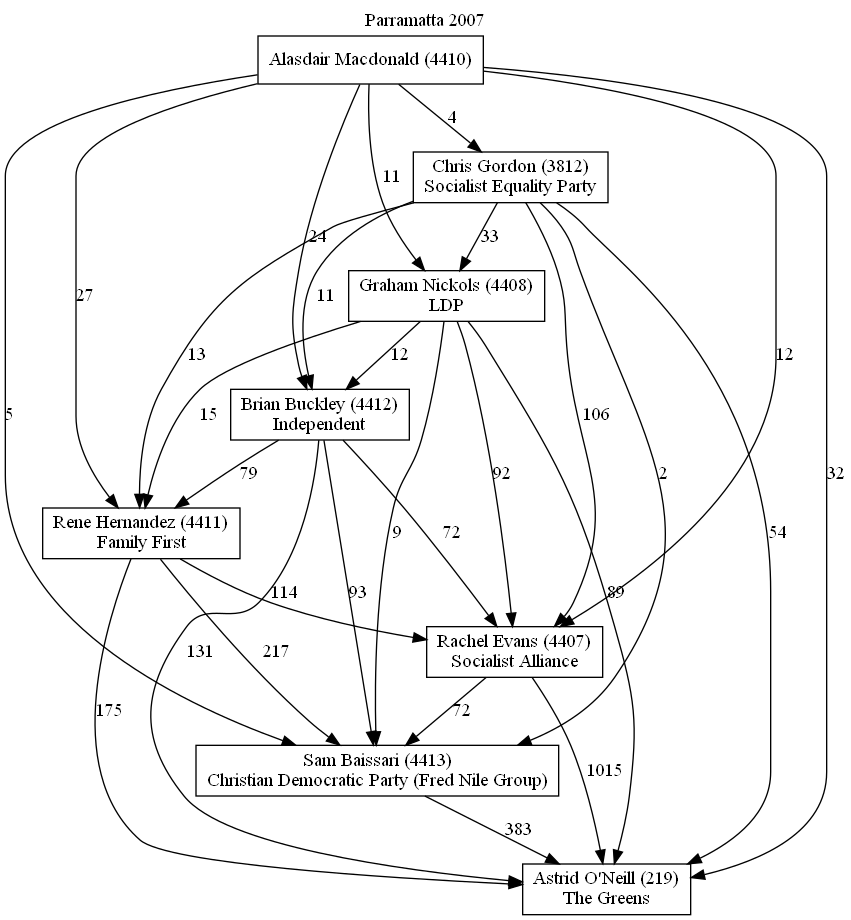 Parramatta 2007
Alasdair Macdonald (4410)
4
Chris Gordon (3812)
Socialist Equality Party
11
24
33
Graham Nickols (4408)
LDP
27
11
13
12
12
Brian Buckley (4412)
Independent
5
15
106
79
92
2
32
Rene Hernandez (4411)
Family First
9
72
54
114
93
89
Rachel Evans (4407)
Socialist Alliance
131
217
175
72
Sam Baissari (4413)
Christian Democratic Party (Fred Nile Group)
1015
383
Astrid O'Neill (219)
The Greens